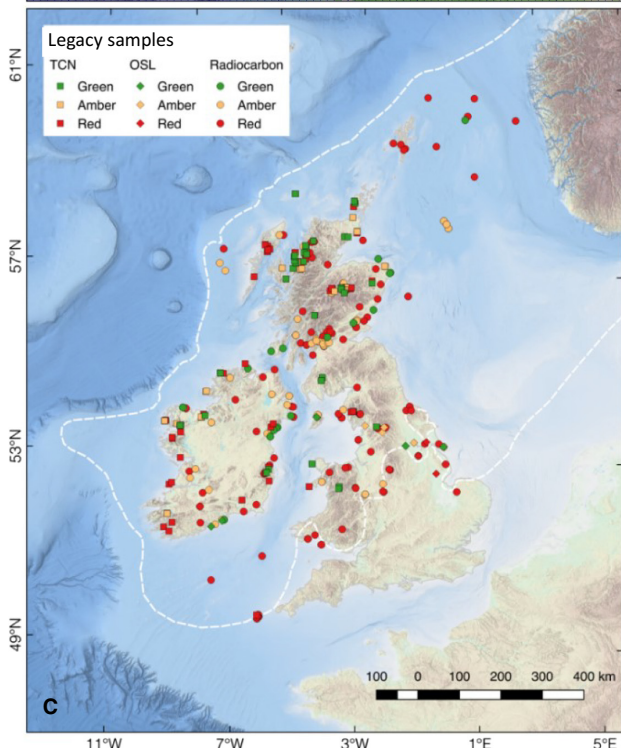 Legacy samples
TCN OSL Radiocarbon
Green Green Green
Amber Amber Amber
Red Red Red
61°N
57°N
53°N
49°N
100 0 100 200 300 400 km
C
11°W 7°W 3°W 1°E 5°E